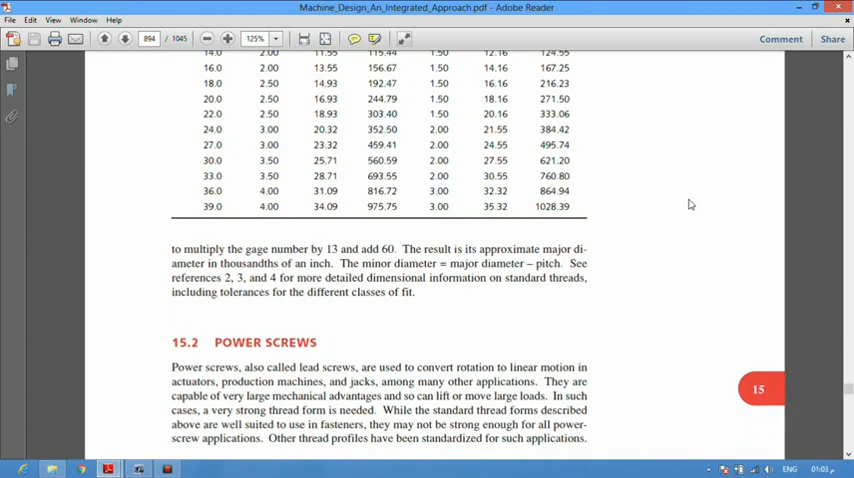 Machine_Design_An_Integrated_Approach.pdf - Adobe Reader
File Edit View Window Help
894 / 1045 125% Comment Share
14.0 2.00 11.55 115.44 1.50 12.16 124.55
16.0 2.00 13.55 156.67 1.50 14.16 167.25
18.0 2.50 14.93 192.47 1.50 16.16 216.23
20.0 2.50 16.93 244.79 1.50 18.16 271.50
22.0 2.50 18.93 303.40 1.50 20.16 333.06
24.0 3.00 20.32 352.50 2.00 21.55 384.42
27.0 3.00 23.32 459.41 2.00 24.55 495.74
30.0 3.50 25.71 560.59 2.00 27.55 621.20
33.0 3.50 28.71 693.55 2.00 30.55 760.80
36.0 4.00 31.09 816.72 3.00 32.32 864.94
39.0 4.00 34.09 975.75 3.00 35.32 1028.39
to multiply the gage number by 13 and add 60. The result is its approximate major di-
ameter in thousandths of an inch. The minor diameter = major diameter – pitch. See
references 2, 3, and 4 for more detailed dimensional information on standard threads,
including tolerances for the different classes of fit.
15.2 POWER SCREWS
Power screws, also called lead screws, are used to convert rotation to linear motion in
actuators, production machines, and jacks, among many other applications. They are
capable of very large mechanical advantages and so can lift or move large loads. In such
cases, a very strong thread form is needed. While the standard thread forms described
above are well suited to use in fasteners, they may not be strong enough for all power-
screw applications. Other thread profiles have been standardized for such applications.
15
ENG 01:03 م